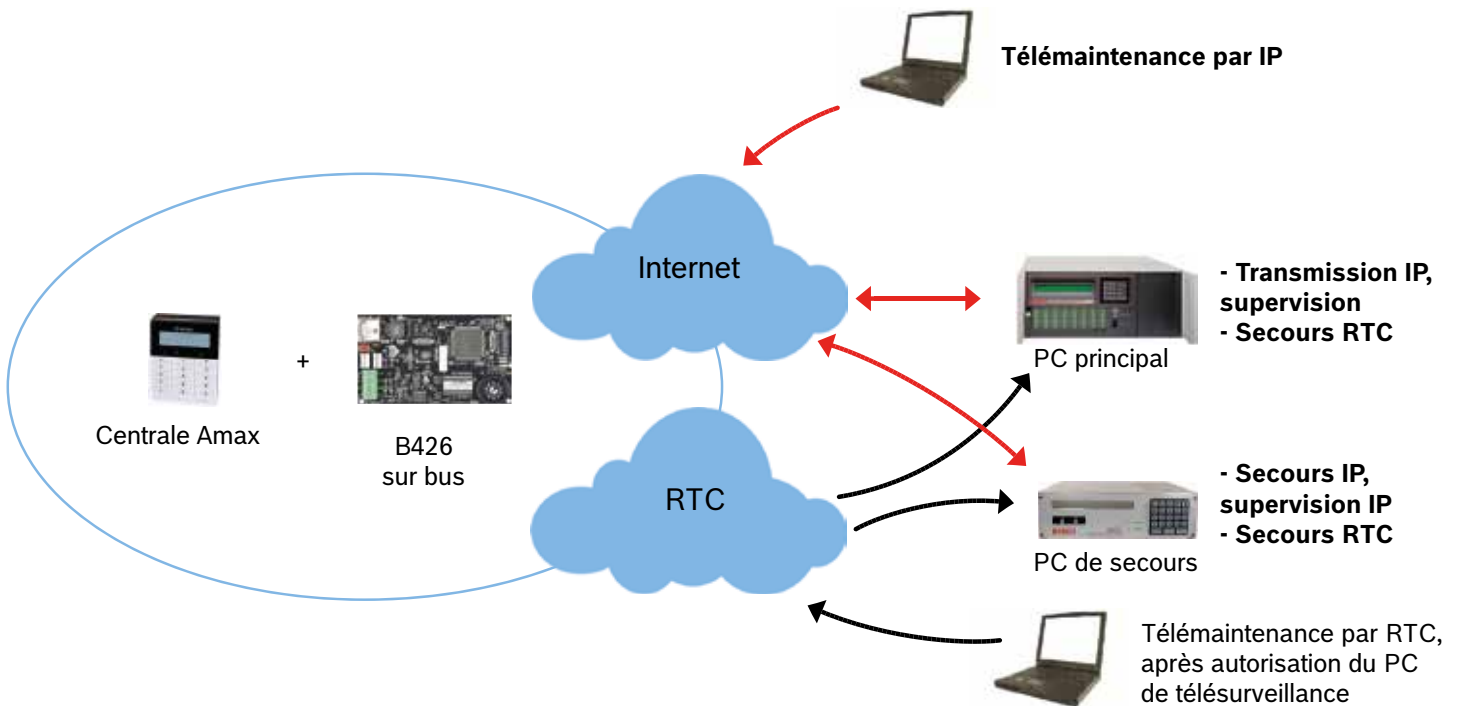 Télémaintenance par IP
Internet
- Transmission IP,
supervision
- Secours RTC
PC principal
+
Centrale Amax
B426
sur bus
RTC
- Secours IP,
supervision IP
- Secours RTC
PC de secours
Télémaintenance par RTC,
après autorisation du PC
de télésurveillance